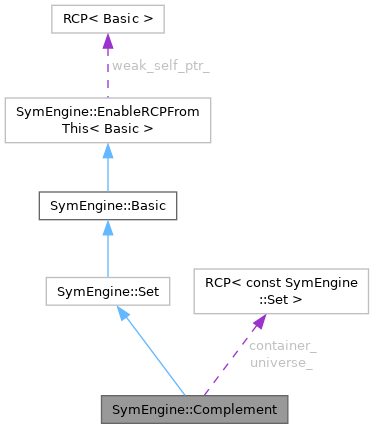 RCP< Basic >
weak_self_ptr_
SymEngine::EnableRCPFrom
This< Basic >
SymEngine::Basic
SymEngine::Set
RCP< const SymEngine
::Set >
container_
universe_
SymEngine::Complement